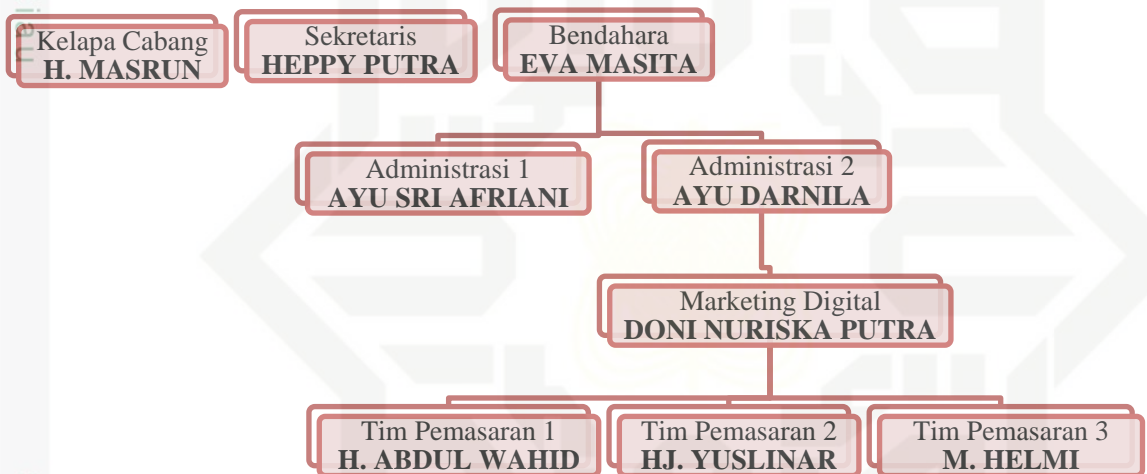 Kelapa Cabang
H. MASRUN
Sekretaris
HEPPY PUTRA
Bendahara
EVA MASITA
Administrasi 1
AYU SRI AFRIANI
Administrasi 2
AYU DARNILA
Marketing Digital
DONI NURISKA PUTRA
Tim Pemasaran 1
H. ABDUL WAHID
Tim Pemasaran 2
HJ. YUSLINAR
Tim Pemasaran 3
M. HELMI